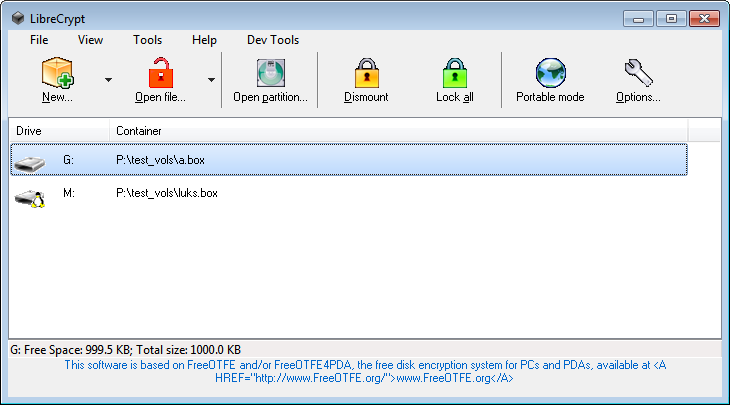 LibreCrypt
File View Tools Help Dev Tools
New... Open file... Open partition... Dismount Lock all Portable mode Options...
Drive Container
G: P:\test_vols\a.box
M: P:\test_vols\luks.box
G: Free Space: 999.5 KB; Total size: 1000.0 KB
This software is based on FreeOTFE and/or FreeOTFE4PDA, the free disk encryption system for PCs and PDAs, available at <A
HREF="http://www.FreeOTFE.org/">www.FreeOTFE.org</A>